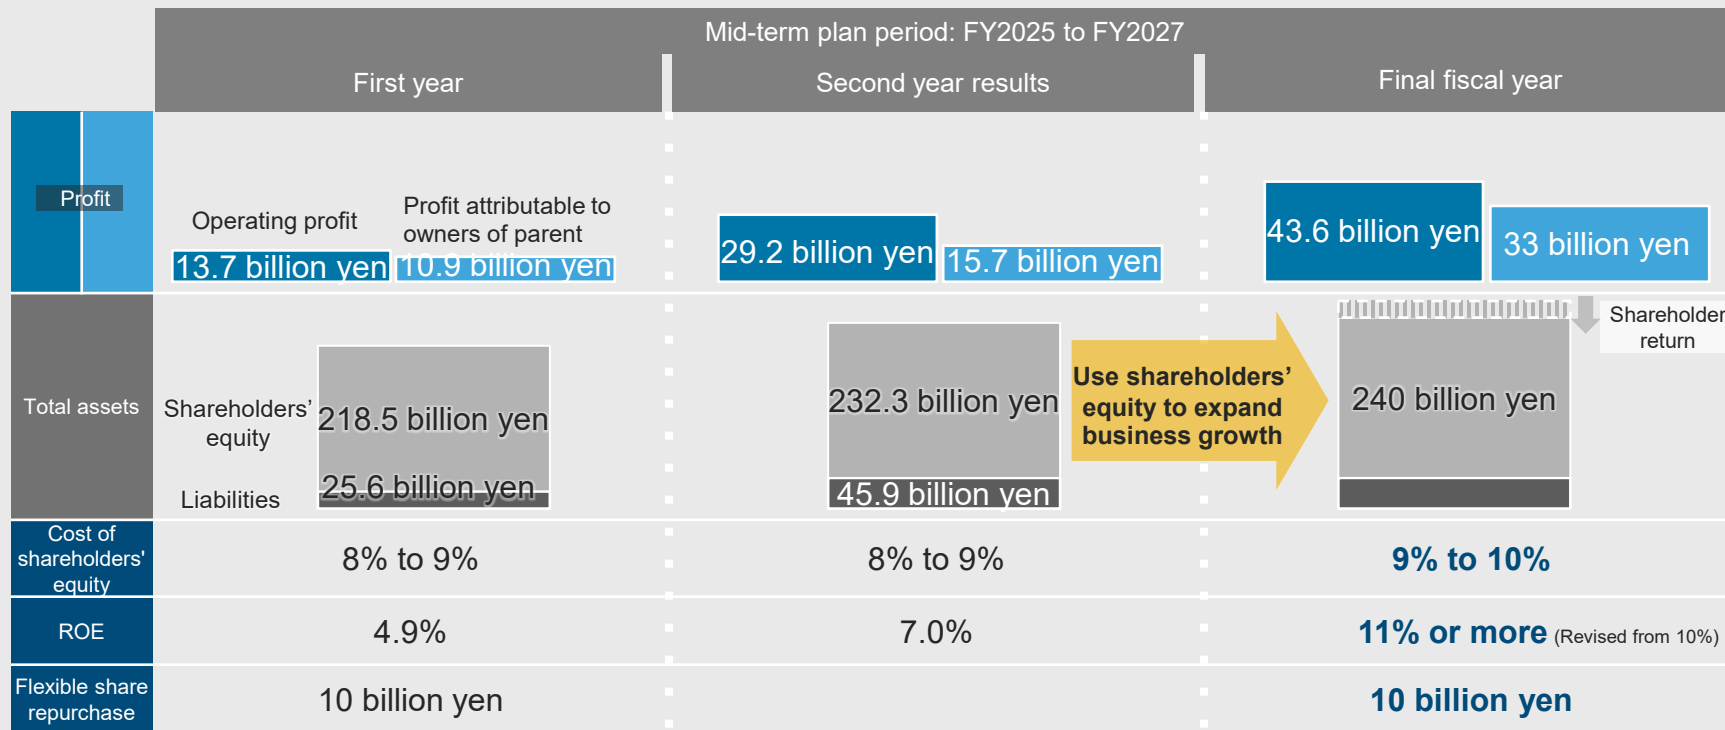 Mid-term plan period: FY2025 to FY2027
First year
Second year results
Final fiscal year
Profit
Operating profit
Profit attributable to
owners of parent
13.7 billion yen
10.9 billion yen
29.2 billion yen
15.7 billion yen
43.6 billion yen
33 billion yen
Total assets
Shareholders'
equity
218.5 billion yen
Liabilities
25.6 billion yen
232.3 billion yen
45.9 billion yen
Use shareholders'
equity to expand
business growth
240 billion yen
Shareholder
return
Cost of
shareholders'
equity
8% to 9%
8% to 9%
9% to 10%
ROE
4.9%
7.0%
11% or more (Revised from 10%)
Flexible share
repurchase
10 billion yen
10 billion yen